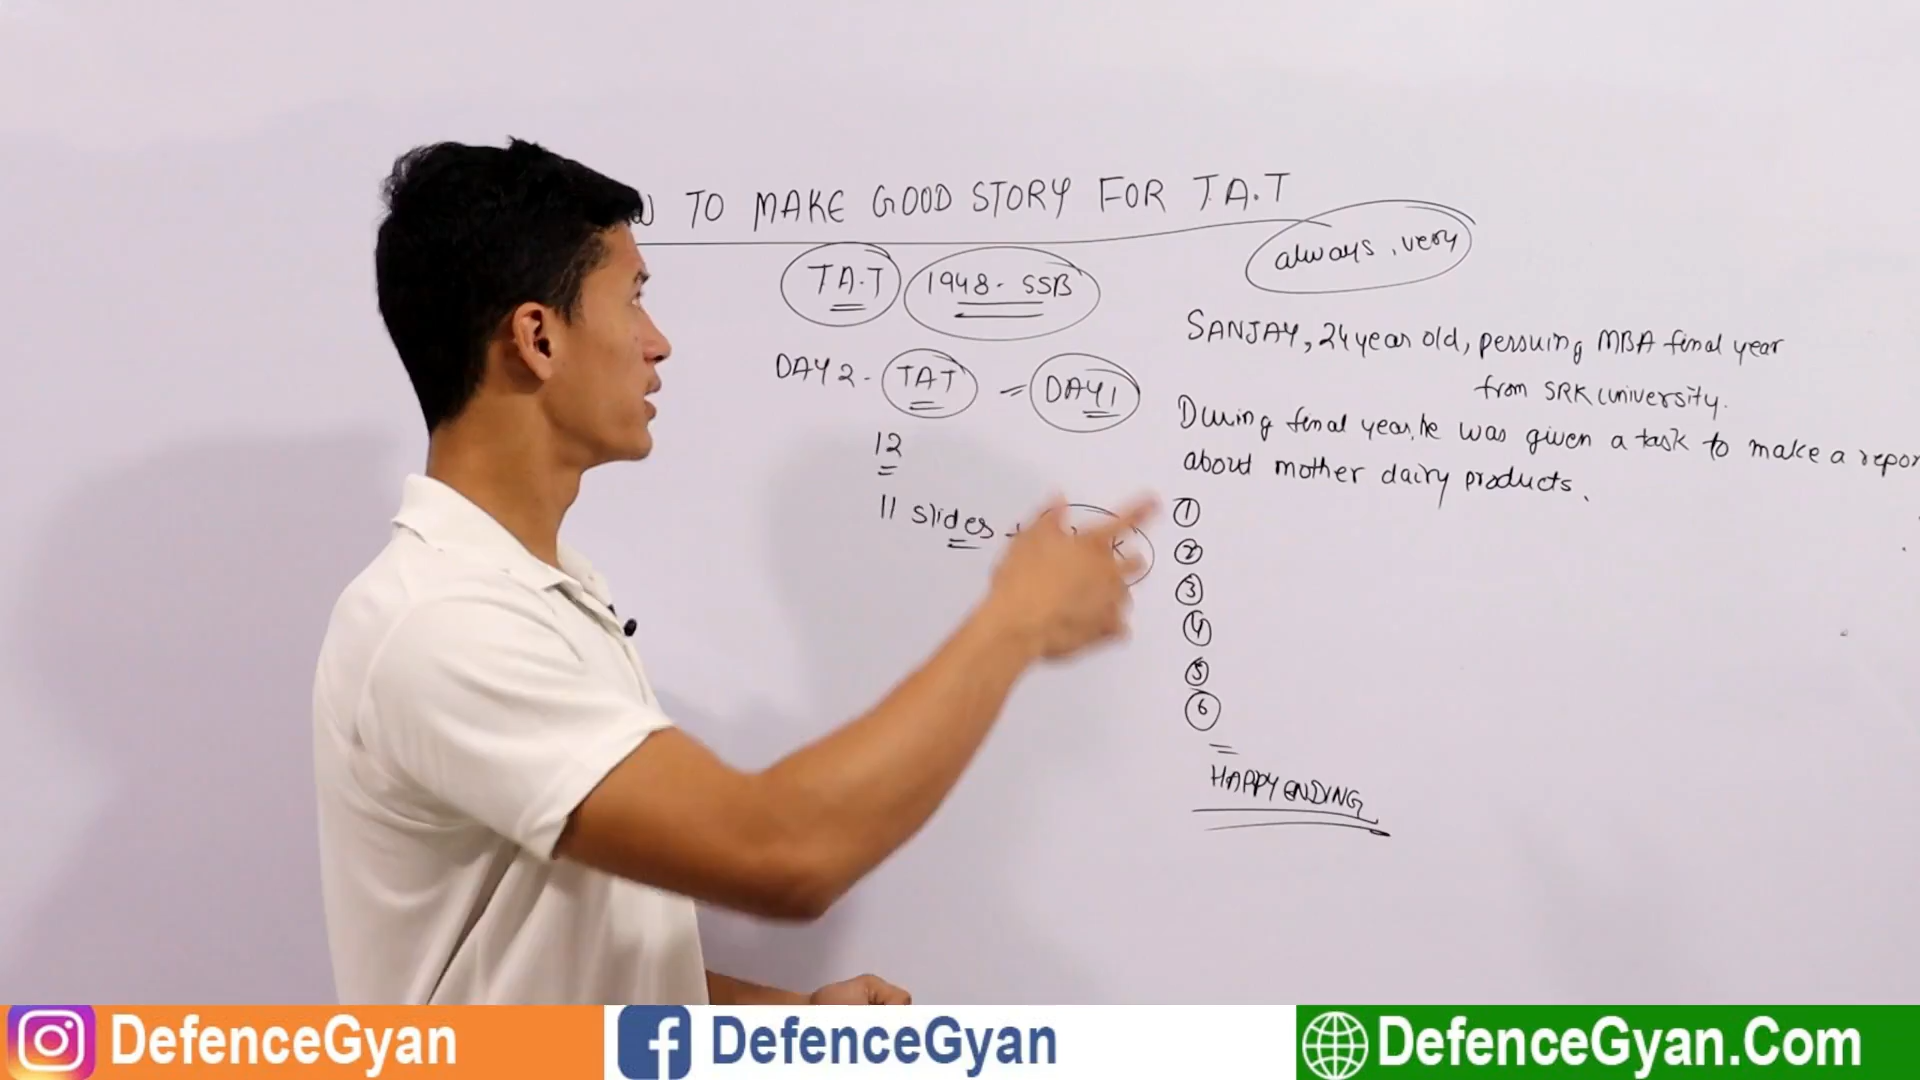 TO MAKE GOOD STORY FOR T.A.T
always, very
TA.T 1948 - SSB
DAY 2 - TAT = DAY1
12
11 slides +
SANJAY, 24 year old, persuing MBA final year
from SRK university.
During final year, he was given a task to make a repor
about mother dairy products.
1
2
3
4
5
6
HAPPY ENDING
DefenceGyan
DefenceGyan
DefenceGyan.Com